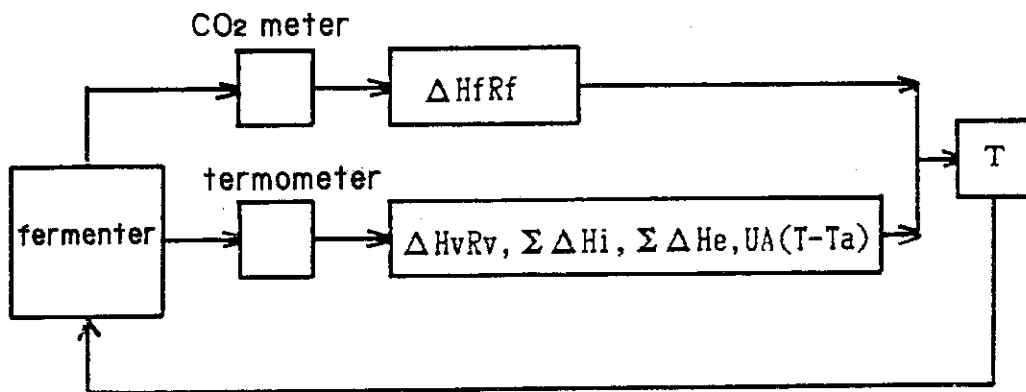 CO2 meter
ΔHfRf
T
termometer
fermenter
ΔHvRv, ΣΔHi, ΣΔHe, UA(T-Ta)